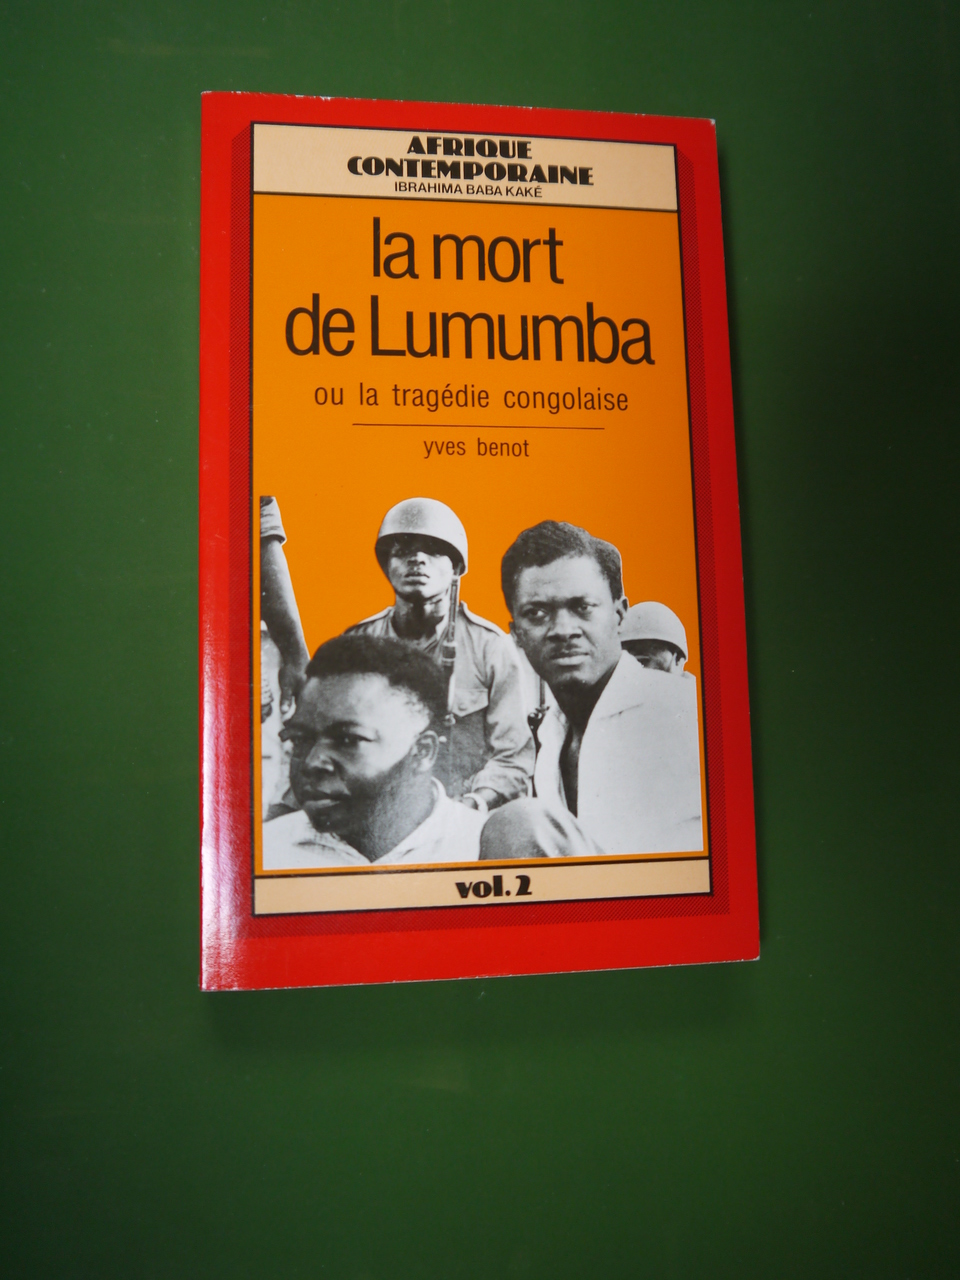 AFRIQUE
CONTEMPORAINE
IBRAHIMA BABA KAKÉ
la mort
de Lumumba
ou la tragédie congolaise
yves benot
vol. 2